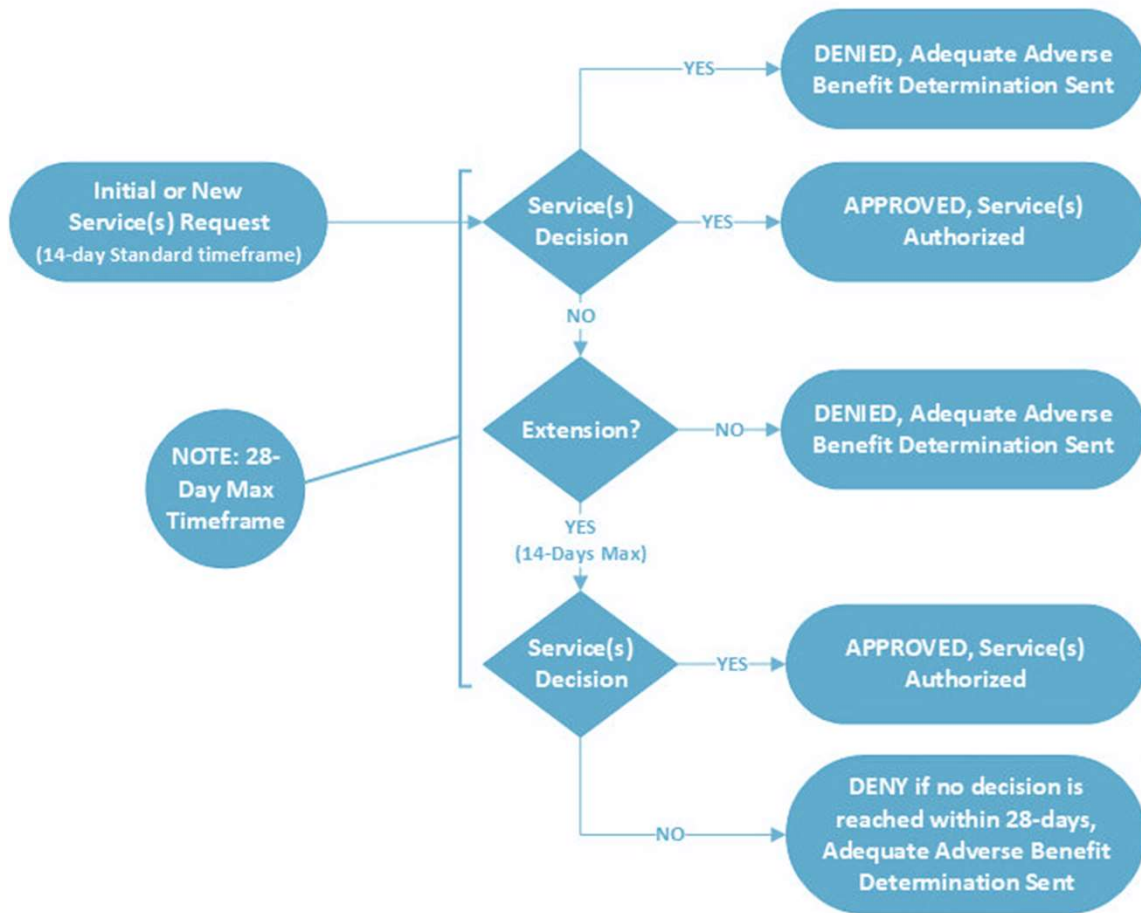 YES
DENIED, Adequate Adverse
Benefit Determination Sent
Initial or New
Service(s) Request
(14-day Standard timeframe)
Service(s)
Decision
YES
APPROVED, Service(s)
Authorized
NO
Extension?
NO
DENIED, Adequate Adverse
Benefit Determination Sent
NOTE: 28-
Day Max
Timeframe
YES
(14-Days Max)
Service(s)
Decision
YES
APPROVED, Service(s)
Authorized
NO
DENY if no decision is
reached within 28-days,
Adequate Adverse Benefit
Determination Sent